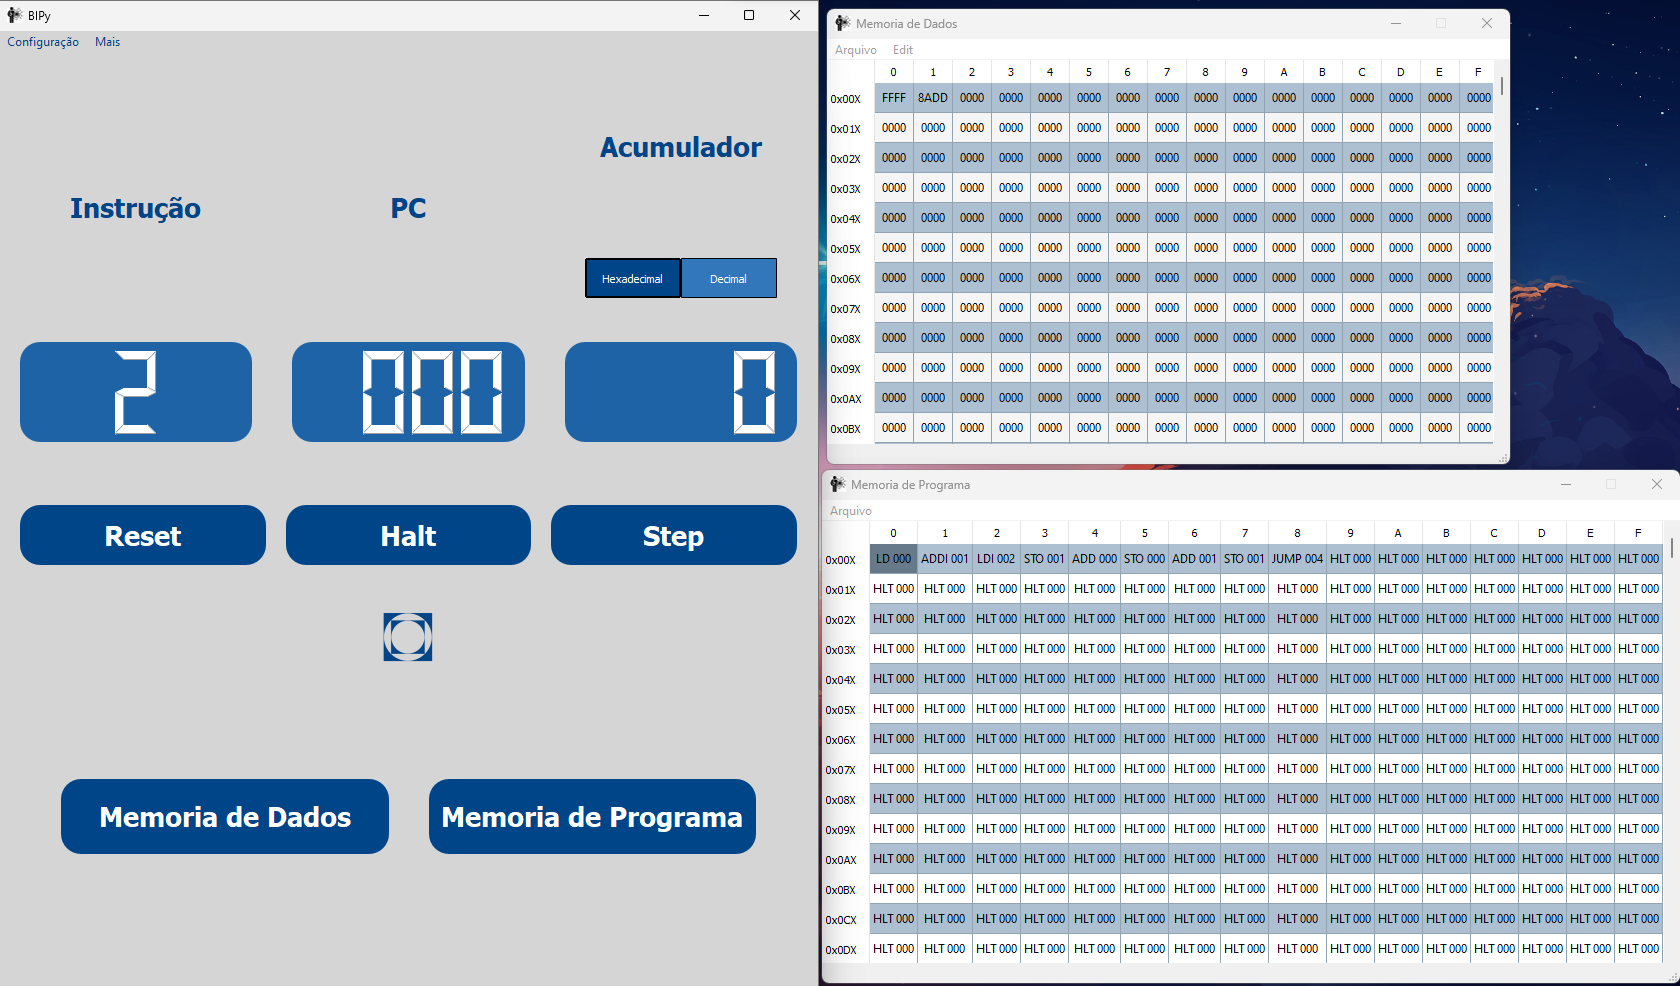 BIPy
Configuração Mais
Acumulador
Instrução PC
Hexadecimal Decimal
2 000 0
Reset Halt Step
Memoria de Dados Memoria de Programa
Memoria de Dados
Arquivo Edit
0 1 2 3 4 5 6 7 8 9 A B C D E F
0x00X FFFF 8ADD 0000 0000 0000 0000 0000 0000 0000 0000 0000 0000 0000 0000 0000 0000
0x01X 0000 0000 0000 0000 0000 0000 0000 0000 0000 0000 0000 0000 0000 0000 0000 0000
0x02X 0000 0000 0000 0000 0000 0000 0000 0000 0000 0000 0000 0000 0000 0000 0000 0000
0x03X 0000 0000 0000 0000 0000 0000 0000 0000 0000 0000 0000 0000 0000 0000 0000 0000
0x04X 0000 0000 0000 0000 0000 0000 0000 0000 0000 0000 0000 0000 0000 0000 0000 0000
0x05X 0000 0000 0000 0000 0000 0000 0000 0000 0000 0000 0000 0000 0000 0000 0000 0000
0x06X 0000 0000 0000 0000 0000 0000 0000 0000 0000 0000 0000 0000 0000 0000 0000 0000
0x07X 0000 0000 0000 0000 0000 0000 0000 0000 0000 0000 0000 0000 0000 0000 0000 0000
0x08X 0000 0000 0000 0000 0000 0000 0000 0000 0000 0000 0000 0000 0000 0000 0000 0000
0x09X 0000 0000 0000 0000 0000 0000 0000 0000 0000 0000 0000 0000 0000 0000 0000 0000
0x0AX 0000 0000 0000 0000 0000 0000 0000 0000 0000 0000 0000 0000 0000 0000 0000 0000
0x0BX 0000 0000 0000 0000 0000 0000 0000 0000 0000 0000 0000 0000 0000 0000 0000 0000
Memoria de Programa
Arquivo
0 1 2 3 4 5 6 7 8 9 A B C D E F
0x00X LD 000 ADDI 001 LDI 002 STO 001 ADD 000 STO 000 ADD 001 STO 001 JUMP 004 HLT 000 HLT 000 HLT 000 HLT 000 HLT 000 HLT 000 HLT 000
0x01X HLT 000 HLT 000 HLT 000 HLT 000 HLT 000 HLT 000 HLT 000 HLT 000 HLT 000 HLT 000 HLT 000 HLT 000 HLT 000 HLT 000 HLT 000 HLT 000
0x02X HLT 000 HLT 000 HLT 000 HLT 000 HLT 000 HLT 000 HLT 000 HLT 000 HLT 000 HLT 000 HLT 000 HLT 000 HLT 000 HLT 000 HLT 000 HLT 000
0x03X HLT 000 HLT 000 HLT 000 HLT 000 HLT 000 HLT 000 HLT 000 HLT 000 HLT 000 HLT 000 HLT 000 HLT 000 HLT 000 HLT 000 HLT 000 HLT 000
0x04X HLT 000 HLT 000 HLT 000 HLT 000 HLT 000 HLT 000 HLT 000 HLT 000 HLT 000 HLT 000 HLT 000 HLT 000 HLT 000 HLT 000 HLT 000 HLT 000
0x05X HLT 000 HLT 000 HLT 000 HLT 000 HLT 000 HLT 000 HLT 000 HLT 000 HLT 000 HLT 000 HLT 000 HLT 000 HLT 000 HLT 000 HLT 000 HLT 000
0x06X HLT 000 HLT 000 HLT 000 HLT 000 HLT 000 HLT 000 HLT 000 HLT 000 HLT 000 HLT 000 HLT 000 HLT 000 HLT 000 HLT 000 HLT 000 HLT 000
0x07X HLT 000 HLT 000 HLT 000 HLT 000 HLT 000 HLT 000 HLT 000 HLT 000 HLT 000 HLT 000 HLT 000 HLT 000 HLT 000 HLT 000 HLT 000 HLT 000
0x08X HLT 000 HLT 000 HLT 000 HLT 000 HLT 000 HLT 000 HLT 000 HLT 000 HLT 000 HLT 000 HLT 000 HLT 000 HLT 000 HLT 000 HLT 000 HLT 000
0x09X HLT 000 HLT 000 HLT 000 HLT 000 HLT 000 HLT 000 HLT 000 HLT 000 HLT 000 HLT 000 HLT 000 HLT 000 HLT 000 HLT 000 HLT 000 HLT 000
0x0AX HLT 000 HLT 000 HLT 000 HLT 000 HLT 000 HLT 000 HLT 000 HLT 000 HLT 000 HLT 000 HLT 000 HLT 000 HLT 000 HLT 000 HLT 000 HLT 000
0x0BX HLT 000 HLT 000 HLT 000 HLT 000 HLT 000 HLT 000 HLT 000 HLT 000 HLT 000 HLT 000 HLT 000 HLT 000 HLT 000 HLT 000 HLT 000 HLT 000
0x0CX HLT 000 HLT 000 HLT 000 HLT 000 HLT 000 HLT 000 HLT 000 HLT 000 HLT 000 HLT 000 HLT 000 HLT 000 HLT 000 HLT 000 HLT 000 HLT 000
0x0DX HLT 000 HLT 000 HLT 000 HLT 000 HLT 000 HLT 000 HLT 000 HLT 000 HLT 000 HLT 000 HLT 000 HLT 000 HLT 000 HLT 000 HLT 000 HLT 000